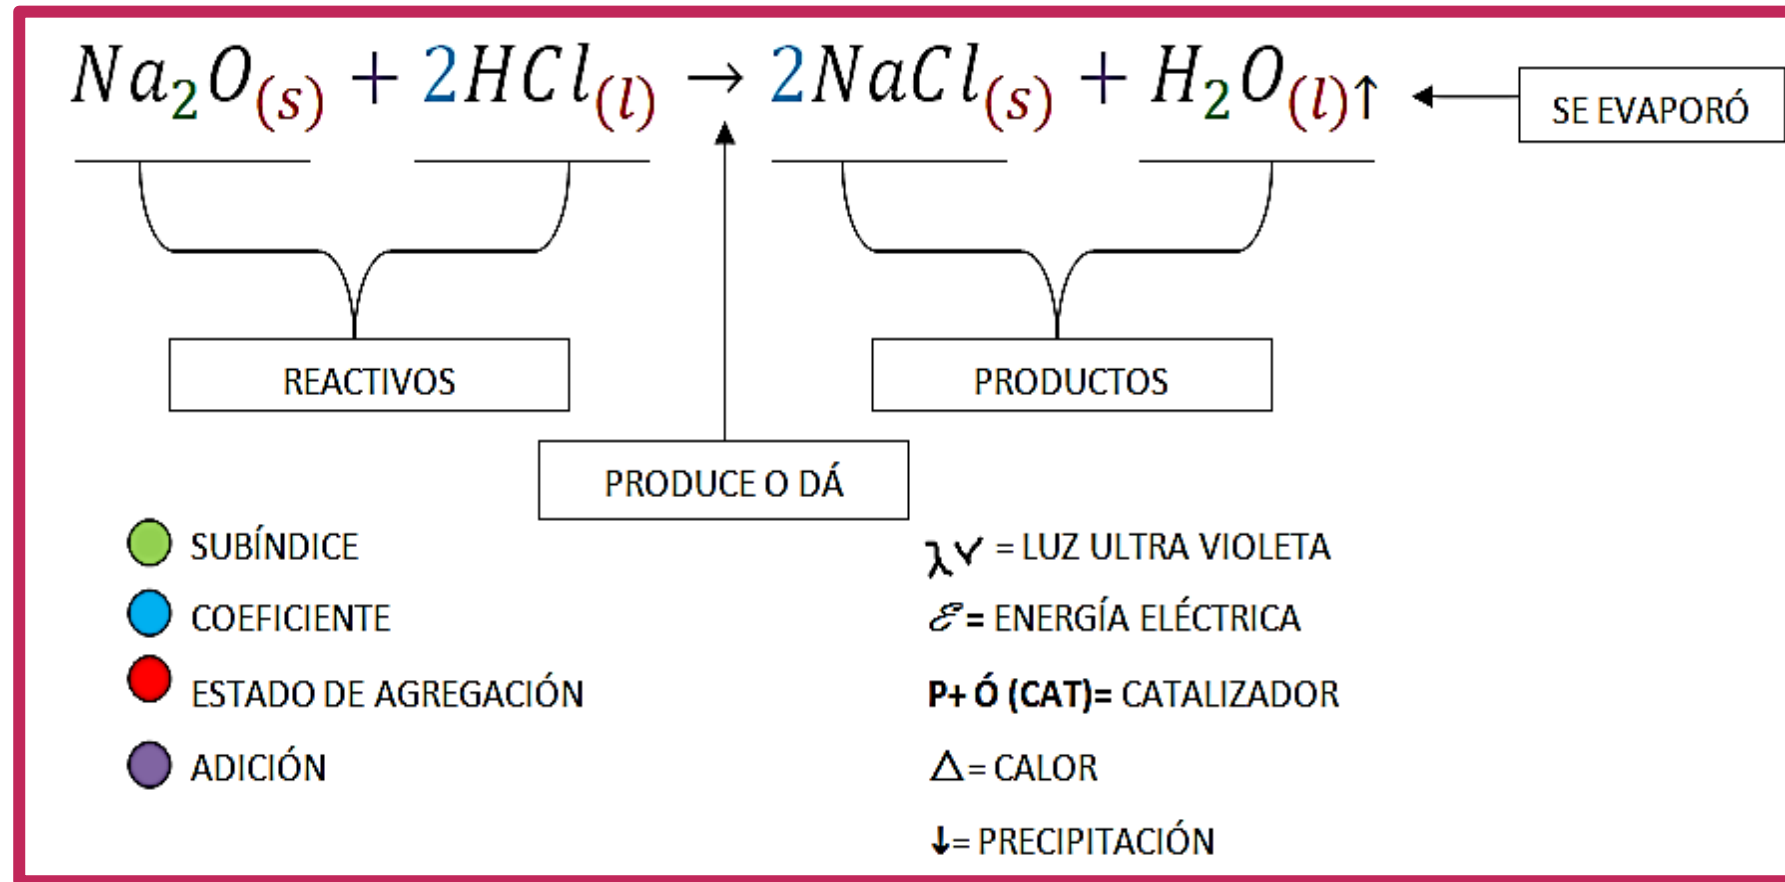 Na₂O(s) + 2HCl(l) → 2NaCl(s) + H₂O(l)↑
SE EVAPORÓ
REACTIVOS
PRODUCTOS
PRODUCE O DÁ
SUBÍNDICE
COEFICIENTE
ESTADO DE AGREGACIÓN
ADICIÓN
λγ = LUZ ULTRA VIOLETA
ℰ= ENERGÍA ELÉCTRICA
P+ Ó (CAT)= CATALIZADOR
△= CALOR
↓= PRECIPITACIÓN